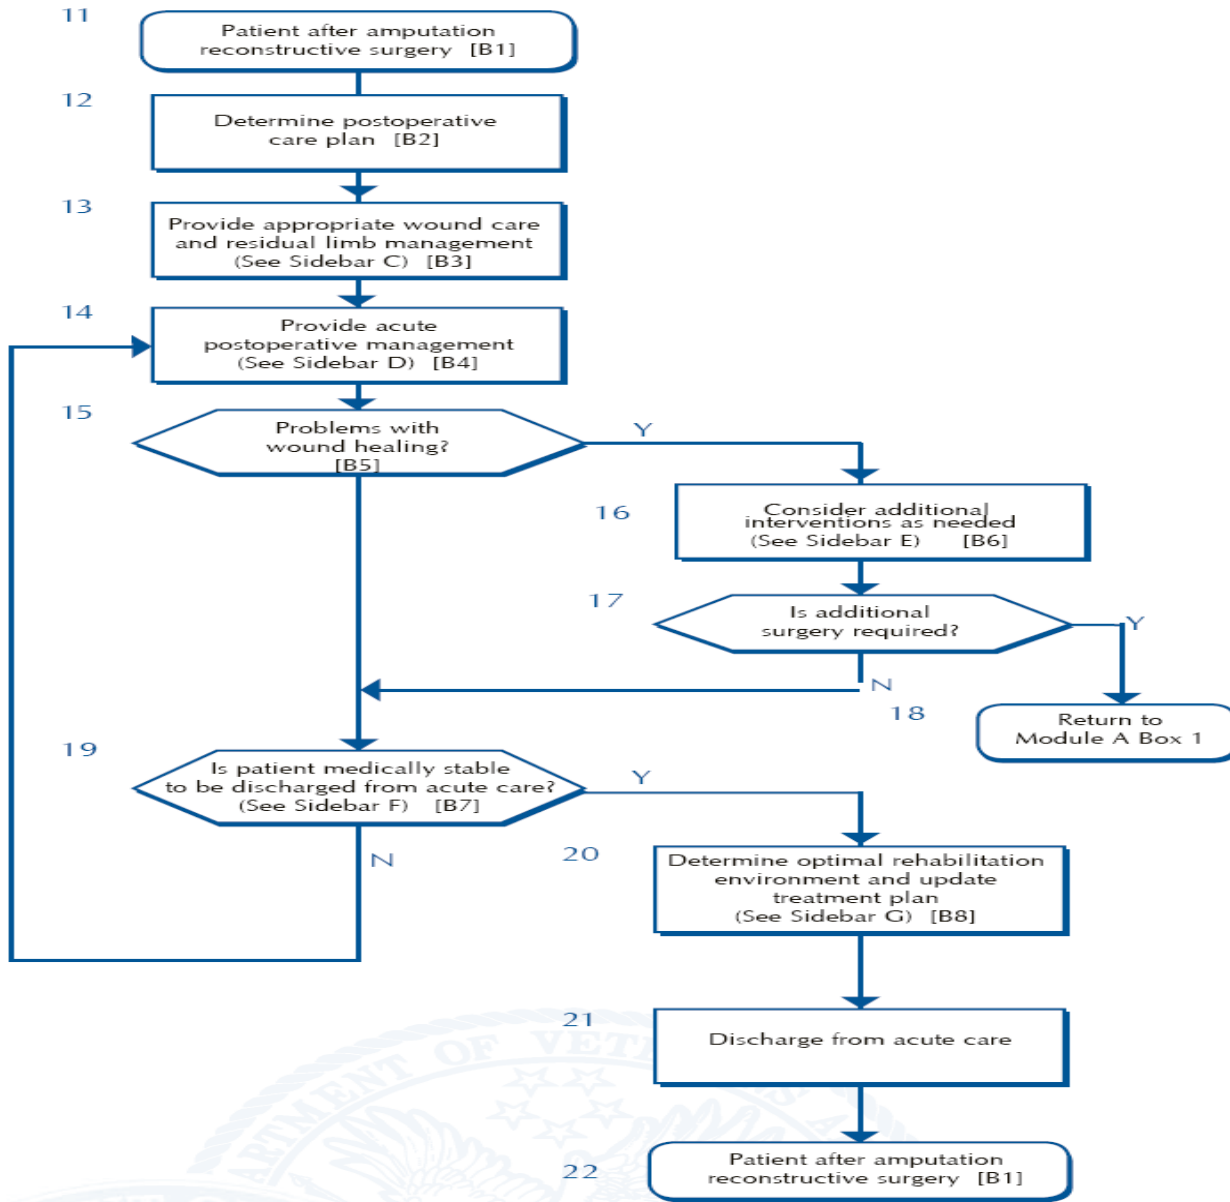 11
Patient after amputation
reconstructive surgery [B1]
12
Determine postoperative
care plan [B2]
13
Provide appropriate wound care
and residual limb management
(See Sidebar C) [B3]
14
Provide acute
postoperative management
(See Sidebar D) [B4]
15
Problems with
wound healing?
[B5]
Y
16
Consider additional
interventions as needed
(See Sidebar E) [B6]
17
Is additional
surgery required?
Y
N
18
Return to
Module A Box 1
19
Is patient medically stable
to be discharged from acute care?
(See Sidebar F) [B7]
Y
N
20
Determine optimal rehabilitation
environment and update
treatment plan
(See Sidebar G) [B8]
21
Discharge from acute care
22
Patient after amputation
reconstructive surgery [B1]
DEPARTMENT OF